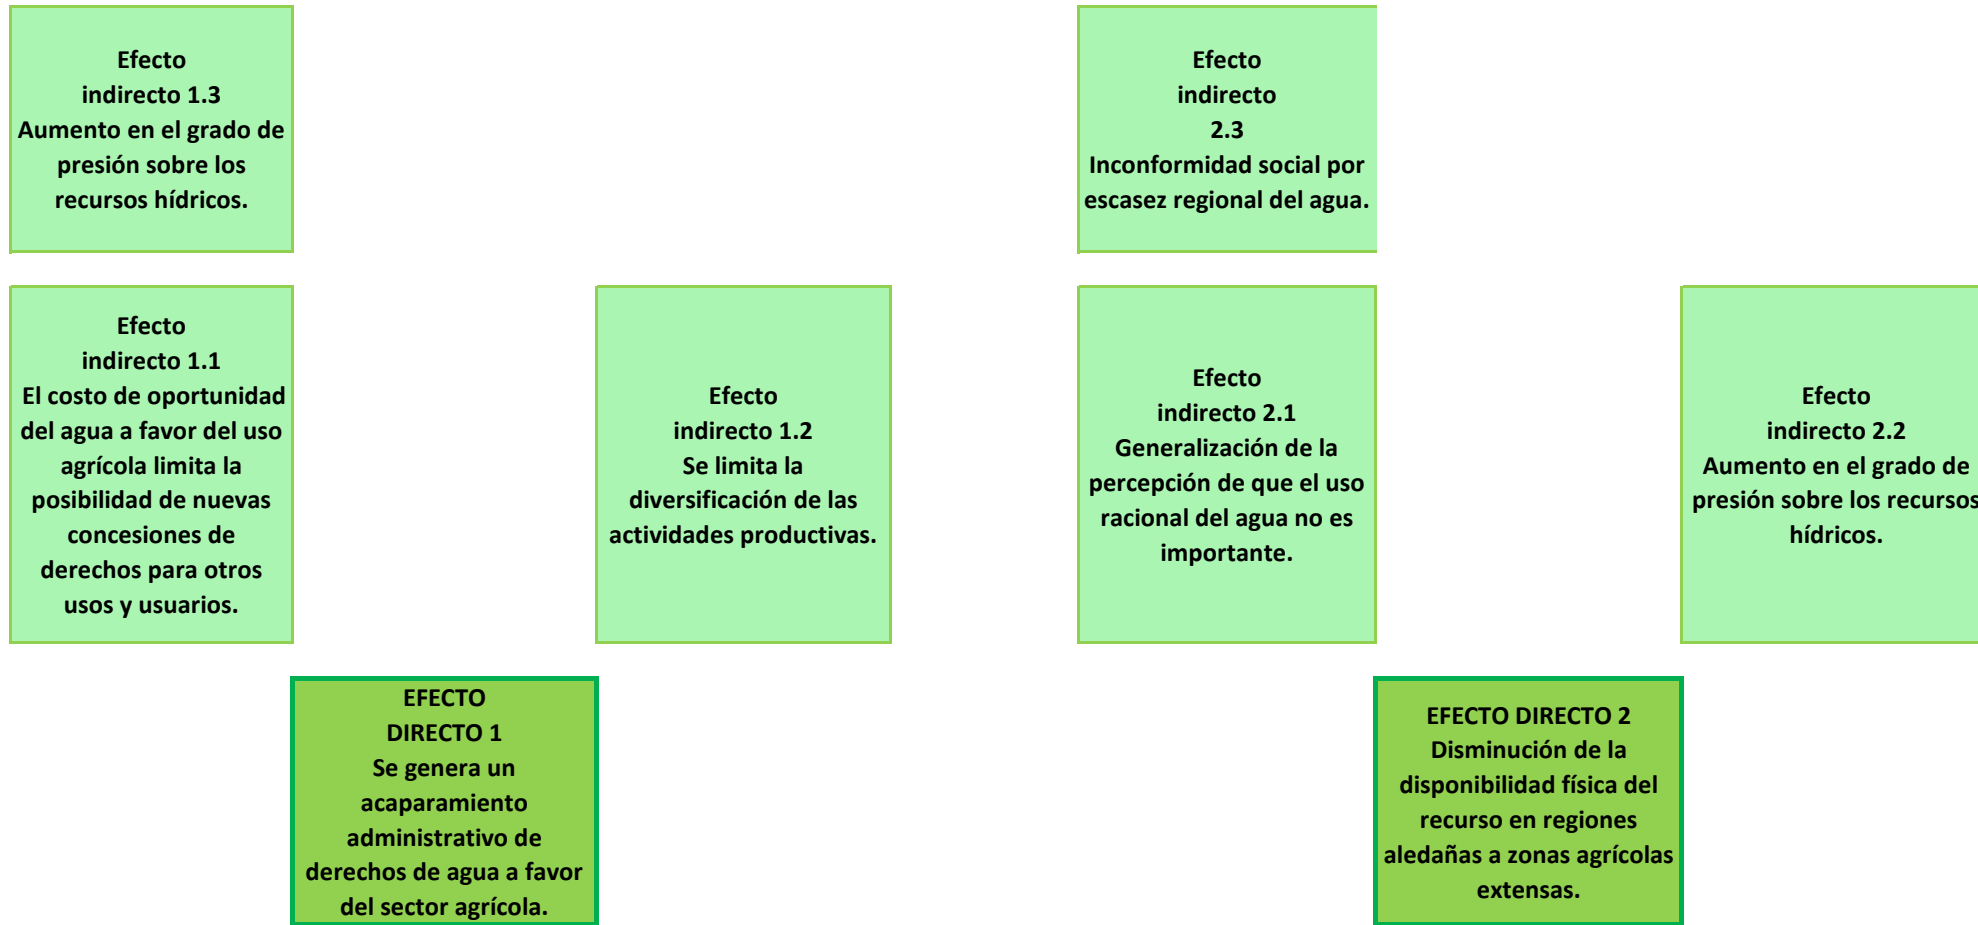 Efecto
indirecto 1.3
Aumento en el grado de
presión sobre los
recursos hídricos.
Efecto
indirecto
2.3
Inconformidad social por
escasez regional del agua.
Efecto
indirecto 1.1
El costo de oportunidad
del agua a favor del uso
agrícola limita la
posibilidad de nuevas
concesiones de
derechos para otros
usos y usuarios.
Efecto
indirecto 1.2
Se limita la
diversificación de las
actividades productivas.
Efecto
indirecto 2.1
Generalización de la
percepción de que el uso
racional del agua no es
importante.
Efecto
indirecto 2.2
Aumento en el grado de
presión sobre los recursos
hídricos.
EFECTO
DIRECTO 1
Se genera un
acaparamiento
administrativo de
derechos de agua a favor
del sector agrícola.
EFECTO DIRECTO 2
Disminución de la
disponibilidad física del
recurso en regiones
aledañas a zonas agrícolas
extensas.